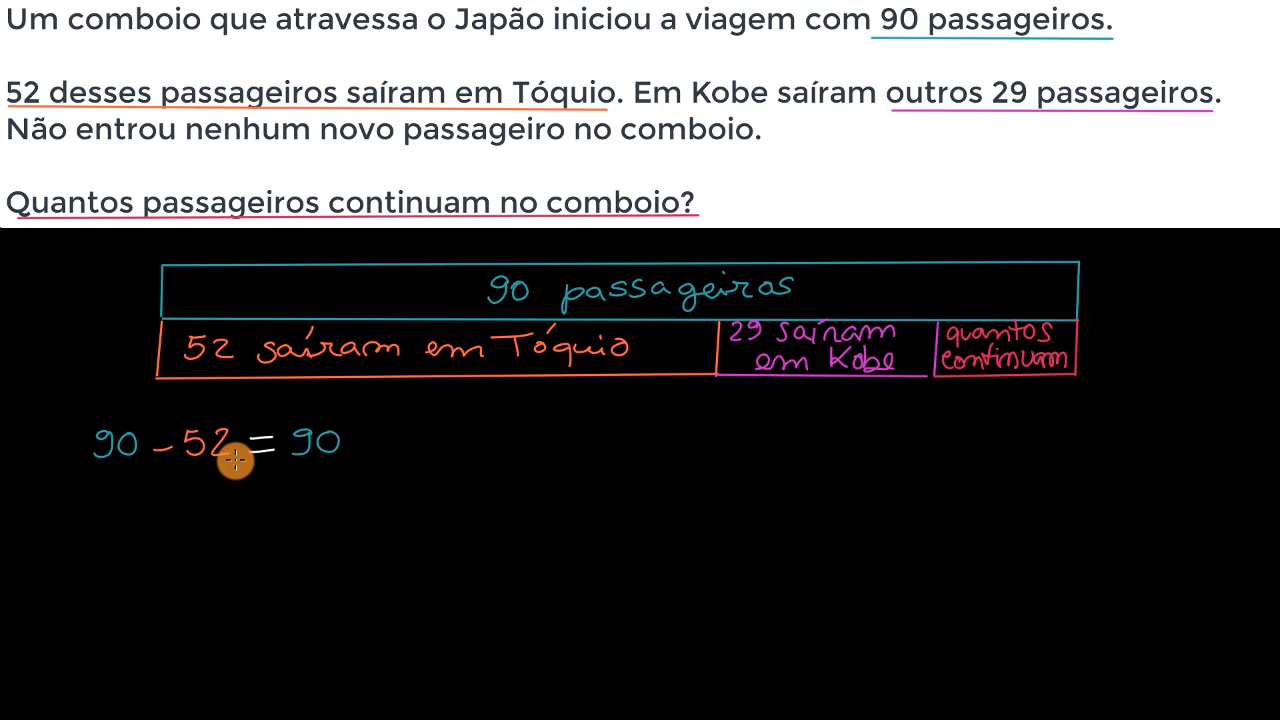 Um comboio que atravessa o Japão iniciou a viagem com 90 passageiros.
52 desses passageiros saíram em Tóquio. Em Kobe saíram outros 29 passageiros.
Não entrou nenhum novo passageiro no comboio.
Quantos passageiros continuam no comboio?
90 passageiros
52 saíram em Tóquio
29 saíram
em Kobe
quantos
continuam
90 - 52 = 90